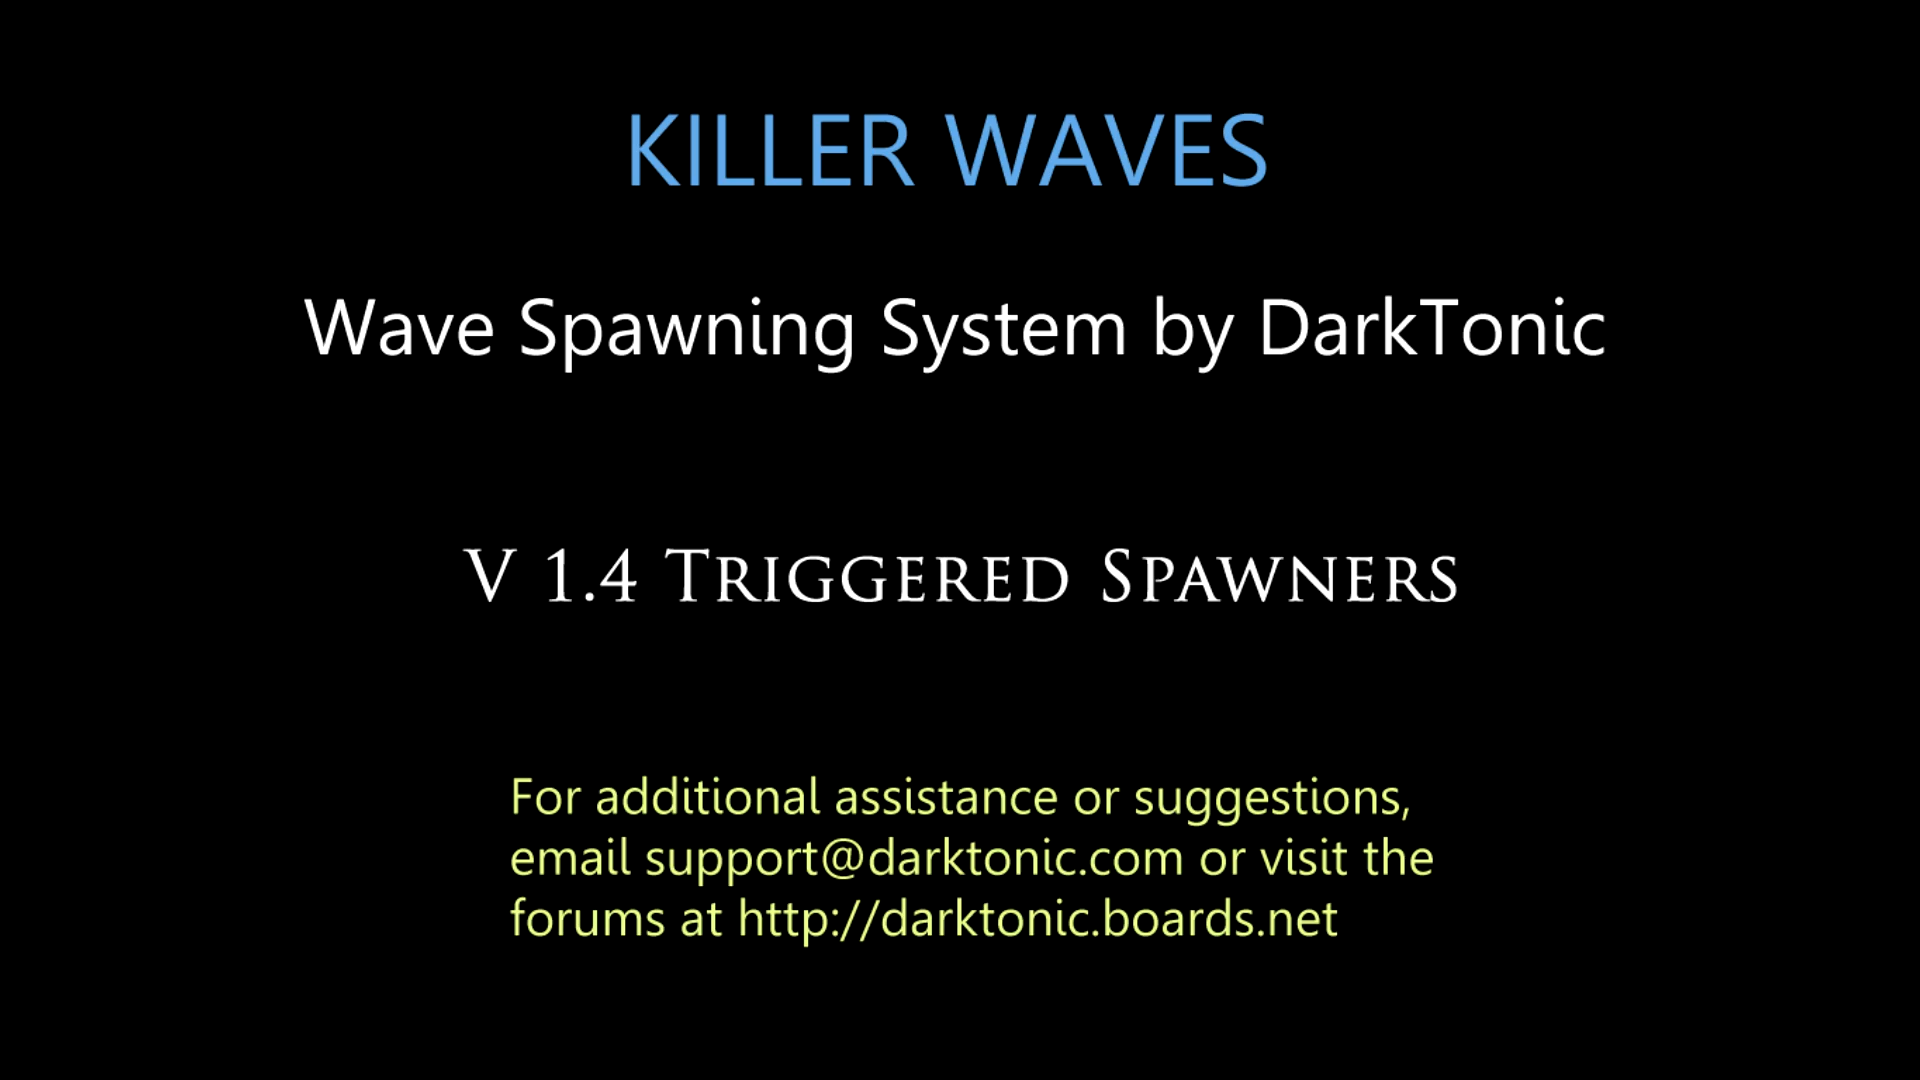 KILLER WAVES
Wave Spawning System by DarkTonic
V 1.4 TRIGGERED SPAWNERS
For additional assistance or suggestions,
email support@darktonic.com or visit the
forums at http://darktonic.boards.net